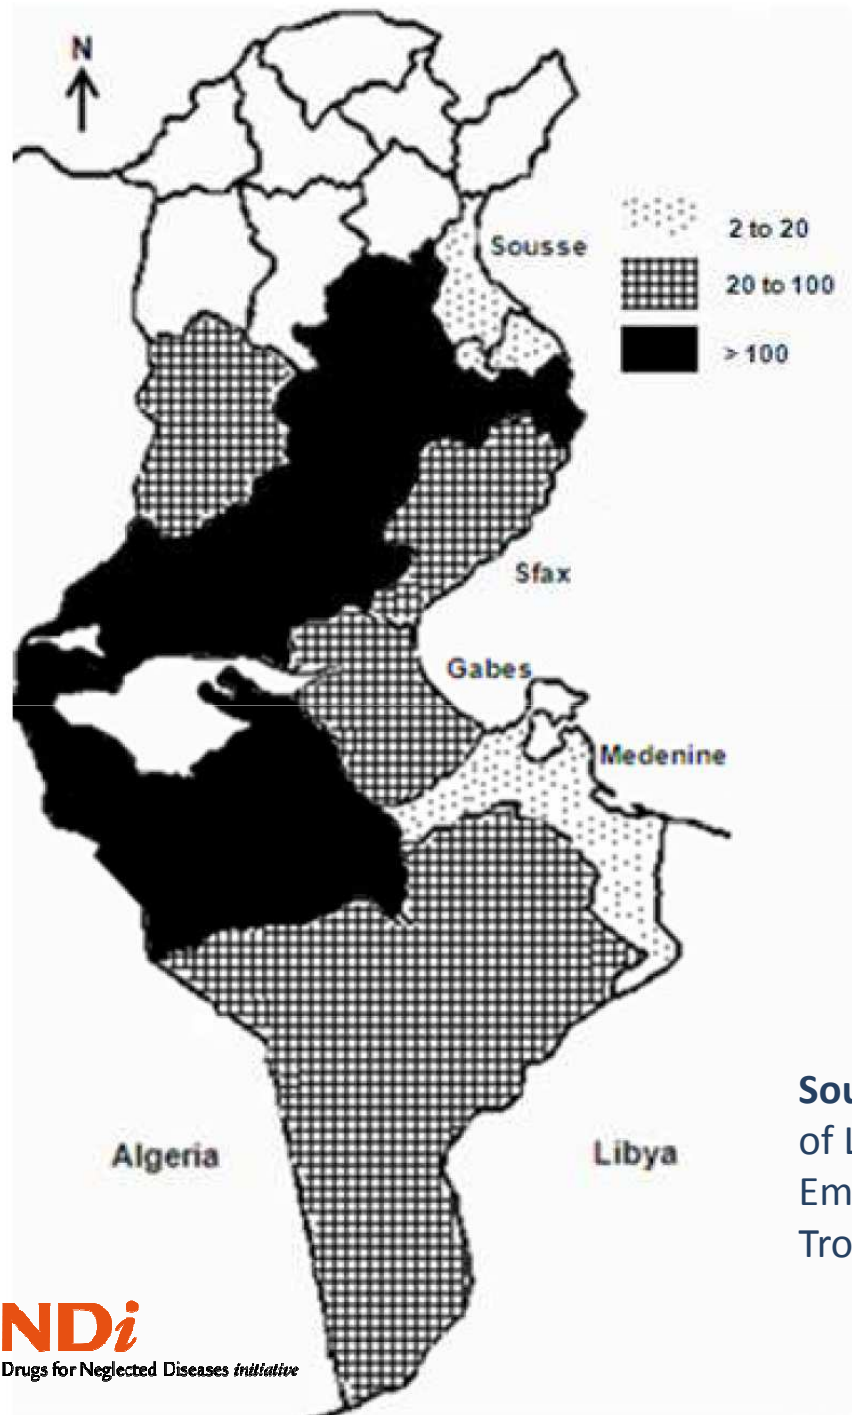 N
Sousse
2 to 20
20 to 100
> 100
Sfax
Gabes
Medenine
Algeria
Libya
Sou
of L
Em
Tro
NDi
Drugs for Neglected Diseases initiative